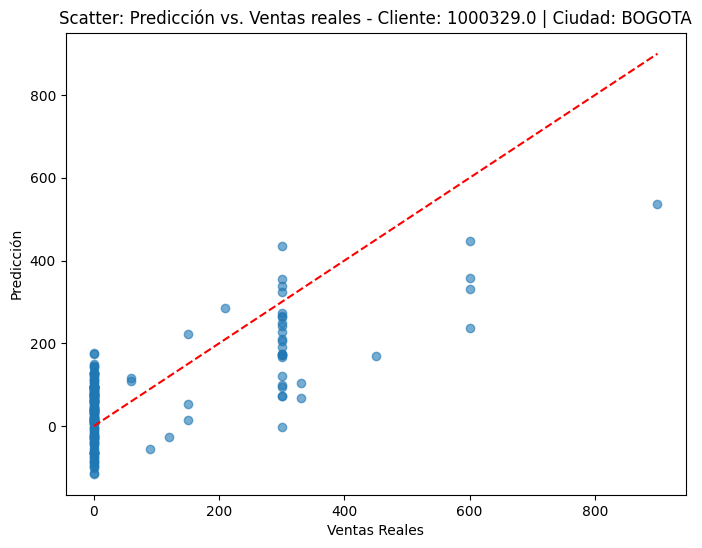 Scatter: Predicción vs. Ventas reales - Cliente: 1000329.0 | Ciudad: BOGOTA
800
600
400
200
0
Predicción
0 200 400 600 800
Ventas Reales